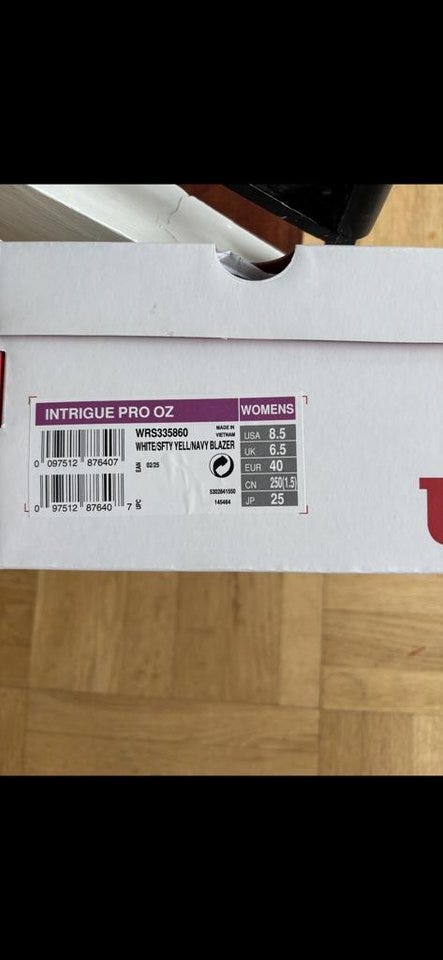 INTRIGUE PRO OZ
WOMENS
WRS335860
MADE IN
VIETNAM
WHITE/SFTY YELL/NAVY BLAZER
0 097512 876407
EAN
02/25
0 97512 87640 7
UPC
5302841550
145464
USA 8.5
UK 6.5
EUR 40
CN 250(1.5)
JP 25